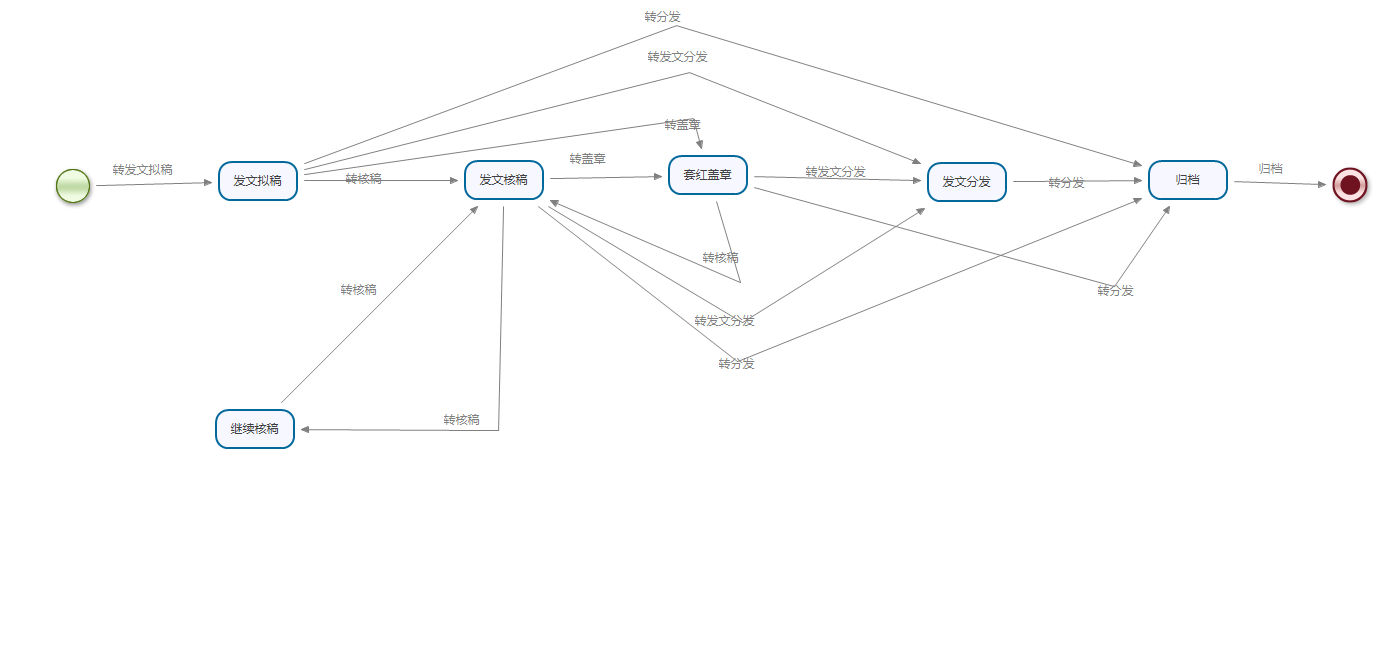 转分发
转发文分发
转盖章
转发文拟稿
发文拟稿
转核稿
发文核稿
转盖章
套红盖章
转发文分发
发文分发
转分发
归档
归档
转核稿
转发文分发
转分发
转分发
转核稿
转核稿
继续核稿